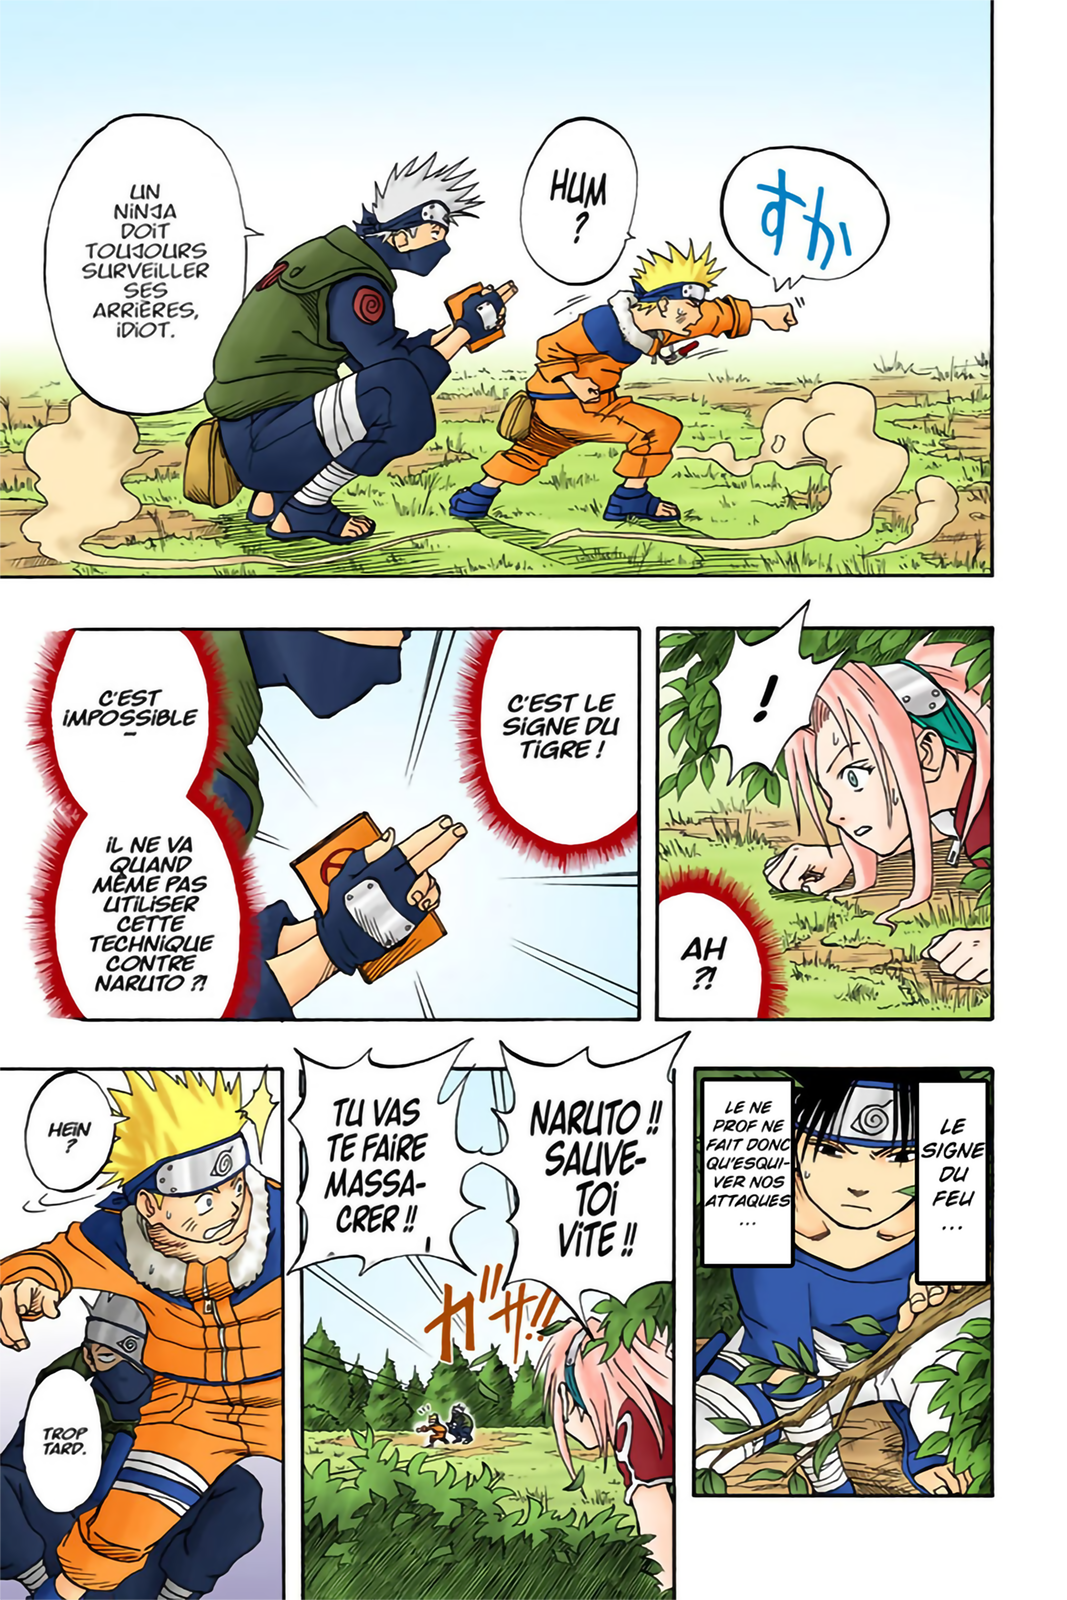 すかっ
HUM
?
UN
NINJA
DOIT
TOUJOURS
SURVEILLER
SES
ARRIÈRES,
IDIOT.
!
AH
?!
C'EST LE
SIGNE DU
TIGRE !
C'EST
IMPOSSIBLE
–
IL NE VA
QUAND
MÊME PAS
UTILISER
CETTE
TECHNIQUE
CONTRE
NARUTO ?!
LE
SIGNE
DU
FEU
...
LE NE
PROF NE
FAIT DONC
QU'ESQUI-
VER NOS
ATTAQUES
...
NARUTO !!
SAUVE-
TOI
VITE !!
TU VAS
TE FAIRE
MASSA-
CRER !!
ガサ!!
HEIN
?
TROP
TARD.